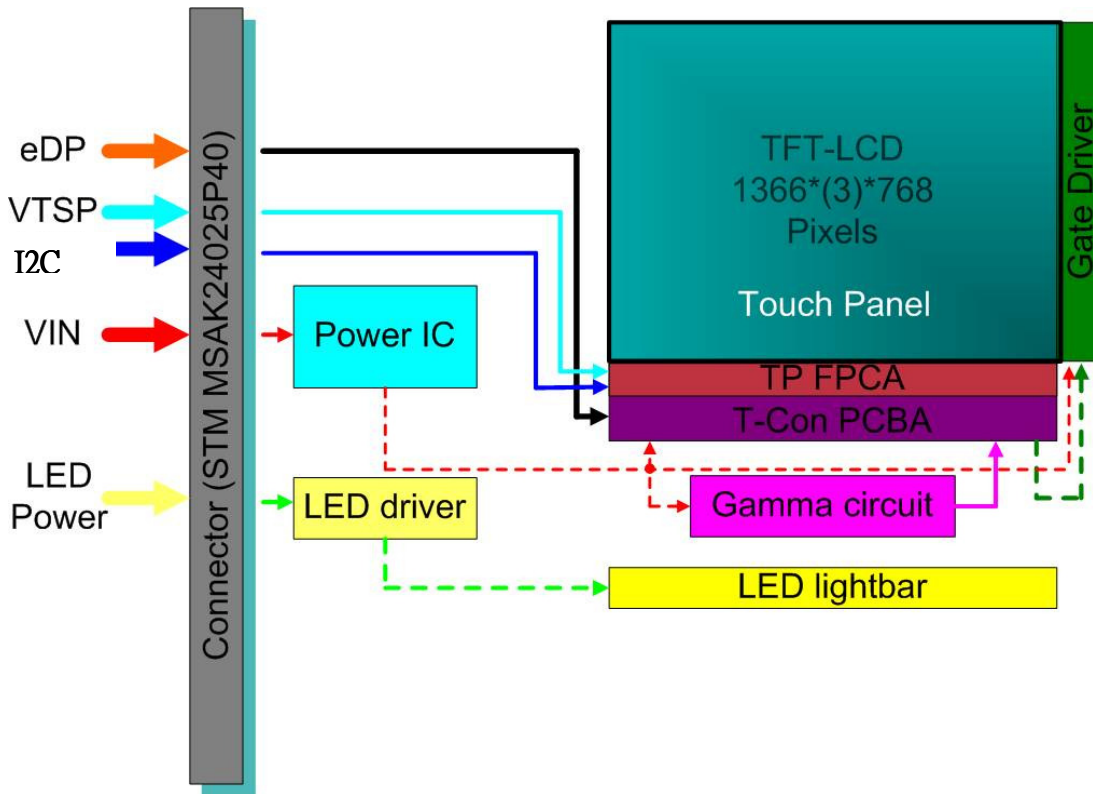 eDP
VTSP
I2C
VIN
LED
Power
Connector (STM MSAK24025P40)
Power IC
LED driver
TFT-LCD
1366*(3)*768
Pixels
Touch Panel
Gate Driver
TP FPCA
T-Con PCBA
Gamma circuit
LED lightbar